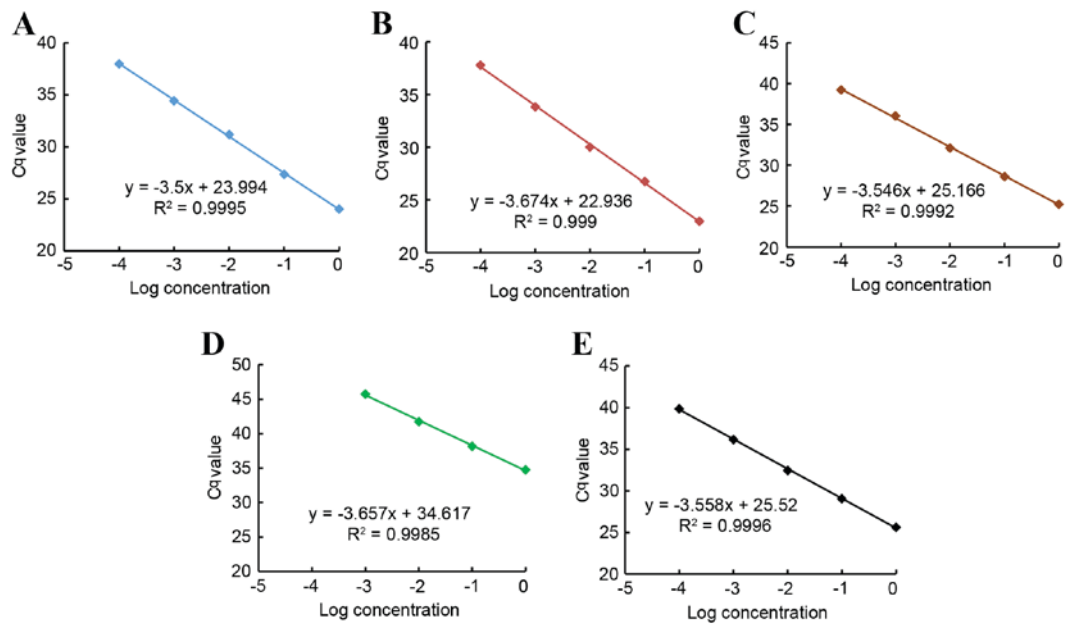 A
40
35
30
25
20
Cq value
y = -3.5x + 23.994
R² = 0.9995
-5 -4 -3 -2 -1 0
Log concentration
B
40
35
30
25
20
Cq value
y = -3.674x + 22.936
R² = 0.999
-5 -4 -3 -2 -1 0
Log concentration
C
45
40
35
30
25
20
Cq value
y = -3.546x + 25.166
R² = 0.9992
-5 -4 -3 -2 -1 0
Log concentration
D
50
45
40
35
30
25
20
Cq value
y = -3.657x + 34.617
R² = 0.9985
-5 -4 -3 -2 -1 0
Log concentration
E
45
40
35
30
25
20
Cq value
y = -3.558x + 25.52
R² = 0.9996
-5 -4 -3 -2 -1 0
Log concentration